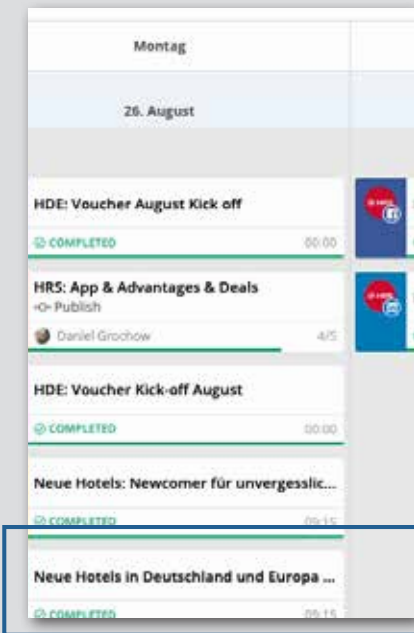 Montag
26. August
HDE: Voucher August Kick off
COMPLETED 00:00
HRS: App & Advantages & Deals
Publish
Daniel Grochow 4/5
HDE: Voucher Kick-off August
COMPLETED 00:00
Neue Hotels: Newcomer für unvergesslic...
COMPLETED 09:15
Neue Hotels in Deutschland und Europa ...
COMPLETED 09:15